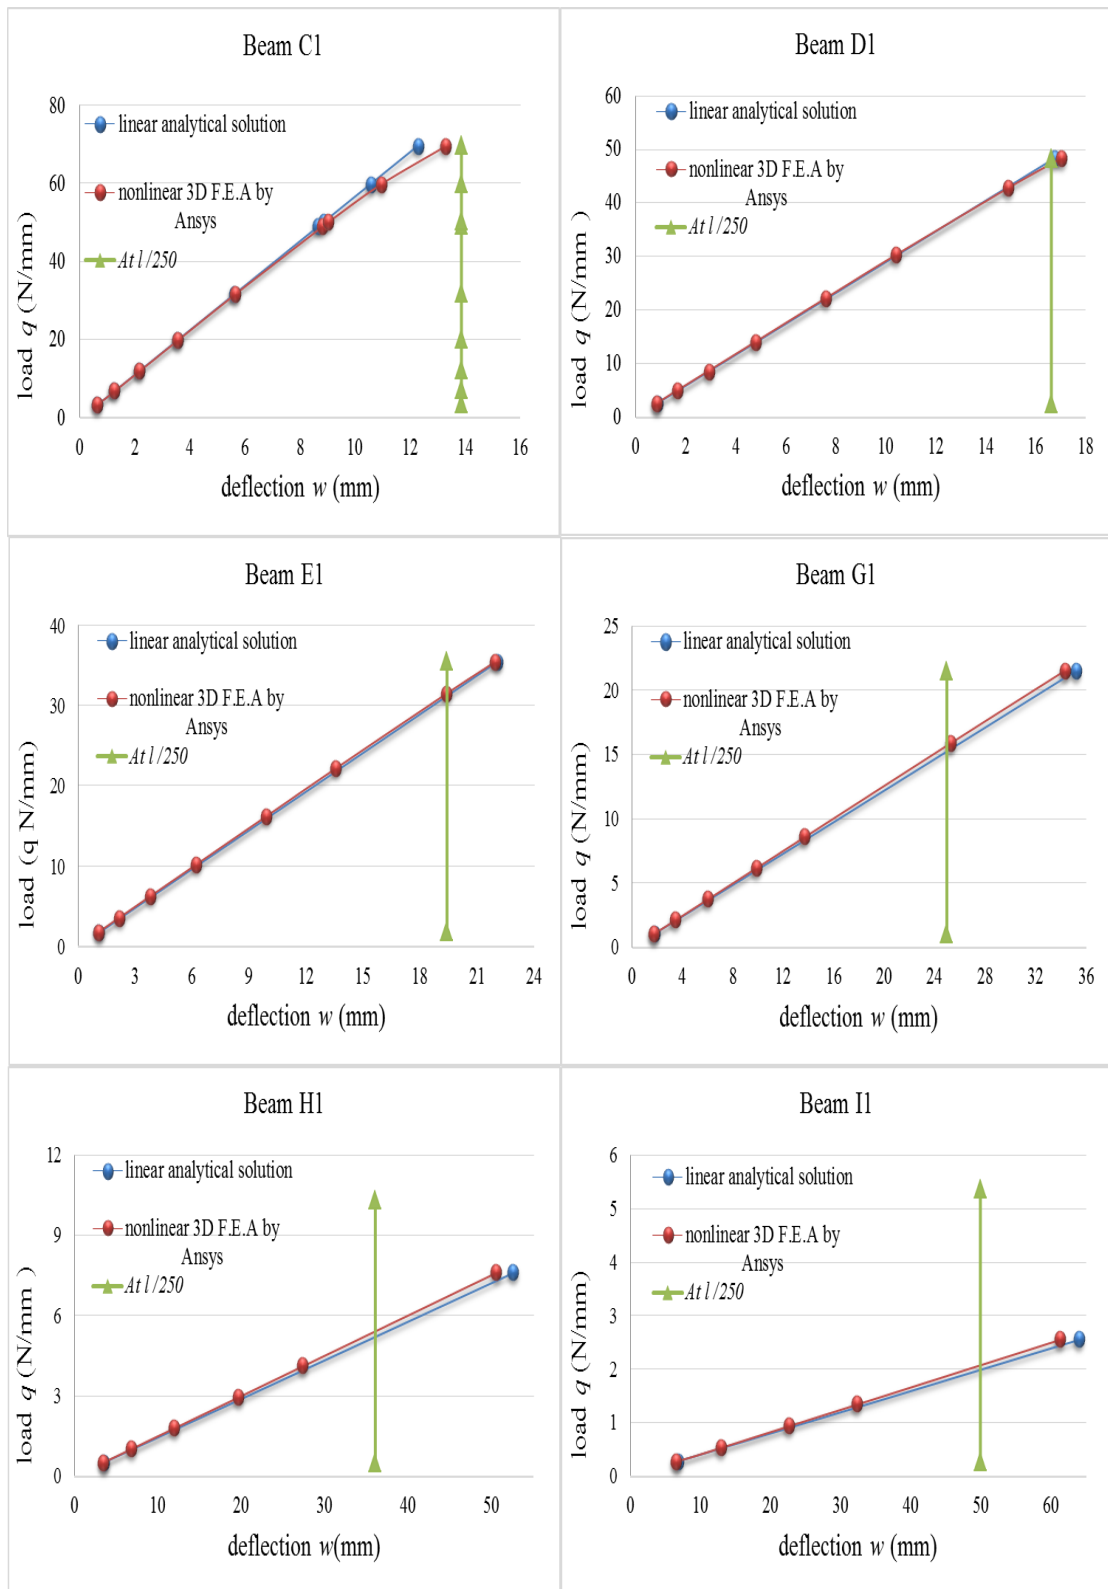 Beam C1
80
60
40
20
0
linear analytical solution
nonlinear 3D F.E.A by
Ansys
At l /250
load q (N/mm)
0 2 4 6 8 10 12 14 16
deflection w (mm)
Beam D1
60
50
40
30
20
10
0
linear analytical solution
nonlinear 3D F.E.A by
Ansys
At l /250
load q (N/mm)
0 2 4 6 8 10 12 14 16 18
deflection w (mm)
Beam E1
40
30
20
10
0
linear analytical solution
nonlinear 3D F.E.A by
Ansys
At l /250
load (q N/mm)
0 3 6 9 12 15 18 21 24
deflection w (mm)
Beam G1
25
20
15
10
5
0
linear analytical solution
nonlinear 3D F.E.A by
Ansys
At l /250
load q (N/mm)
0 4 8 12 16 20 24 28 32 36
deflection w (mm)
Beam H1
12
9
6
3
0
linear analytical solution
nonlinear 3D F.E.A by
Ansys
At l /250
load q (N/mm )
0 10 20 30 40 50
deflection w(mm)
Beam I1
6
5
4
3
2
1
0
linear analytical solution
nonlinear 3D F.E.A by
Ansys
At l /250
load q (N/mm )
0 10 20 30 40 50 60
deflection w (mm)